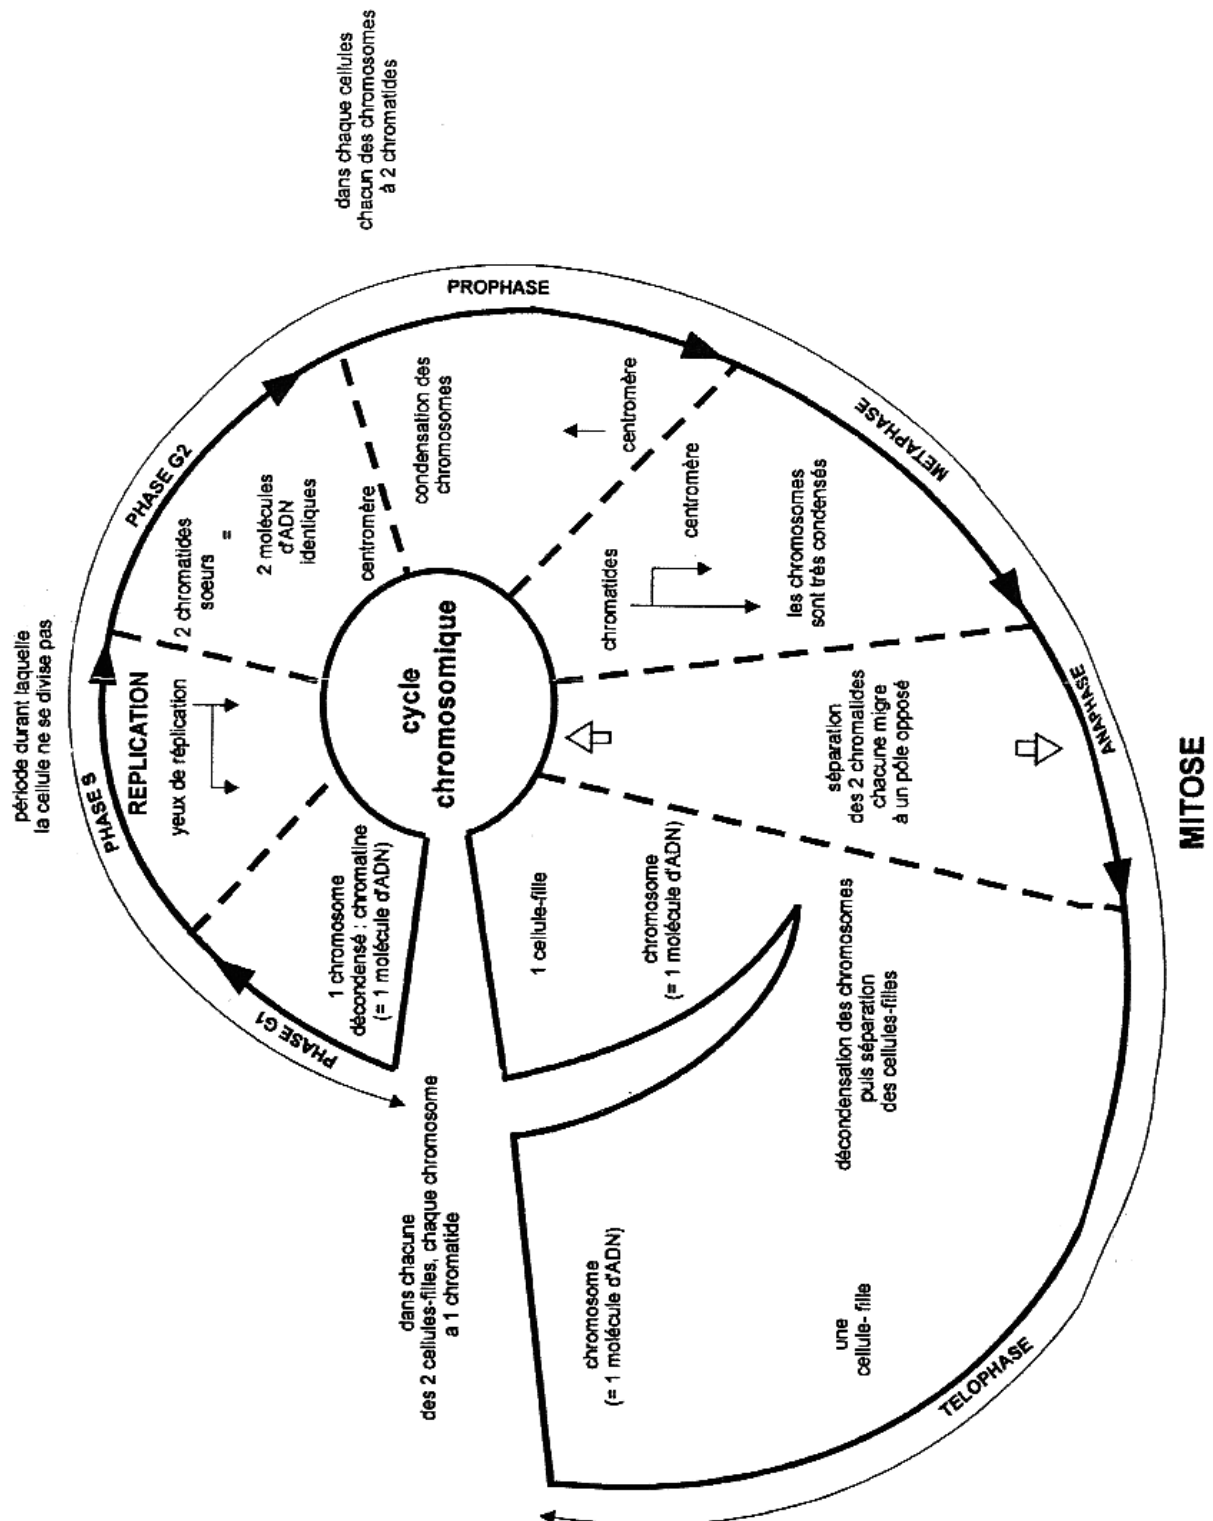 période durant laquelle
la cellule ne se divise pas
PHASE G1
PHASE S
PHASE G2
PROPHASE
METAPHASE
ANAPHASE
TELOPHASE
MITOSE
1 chromosome
décondensé : chromatine
(= 1 molécule d'ADN)
REPLICATION
yeux de réplication
2 chromatides
soeurs
=
2 molécules
d'ADN
identiques
centromère
dans chaque cellules
chacun des chromosomes
à 2 chromatides
condensation des
chromosomes
centromère
chromatides
centromère
les chromosomes
sont très condensés
cycle
chromosomique
séparation
des 2 chromatides
chacune migre
à un pôle opposé
1 cellule-fille
chromosome
(= 1 molécule d'ADN)
décondensation des chromosomes
puis séparation
des cellules-filles
dans chacune
des 2 cellules-filles, chaque chromosome
a 1 chromatide
chromosome
(= 1 molécule d'ADN)
une
cellule- fille